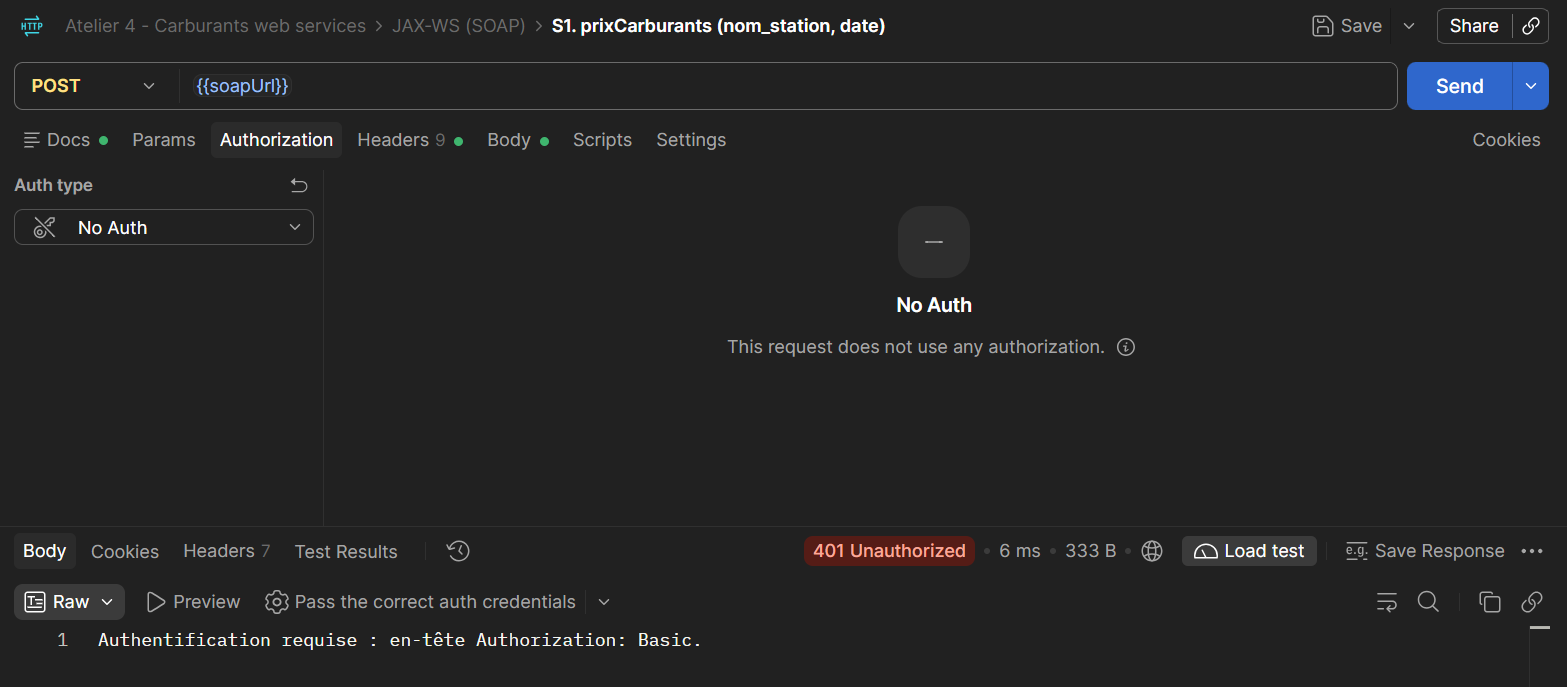 HTTP Atelier 4 - Carburants web services > JAX-WS (SOAP) > S1. prixCarburants (nom_station, date) Save Share
POST {{soapUrl}} Send
Docs Params Authorization Headers 9 Body Scripts Settings Cookies
Auth type
No Auth
No Auth
This request does not use any authorization.
Body Cookies Headers 7 Test Results 401 Unauthorized • 6 ms • 333 B • Load test e.g. Save Response
Raw Preview Pass the correct auth credentials
1 Authentification requise : en-tête Authorization: Basic.